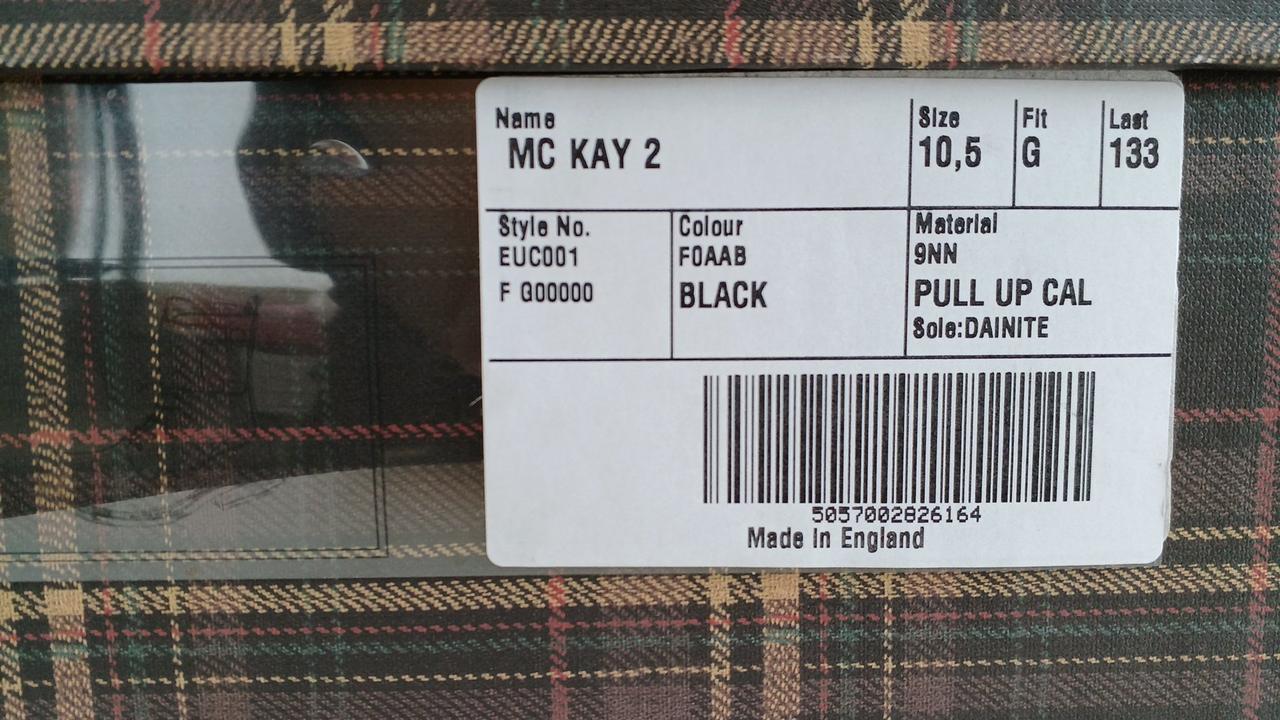 Name
MC KAY 2
Size
10,5
Fit
G
Last
133
Style No.
EUC001
F G00000
Colour
F0AAB
BLACK
Material
9NN
PULL UP CAL
Sole:DAINITE
5057002826164
Made in England